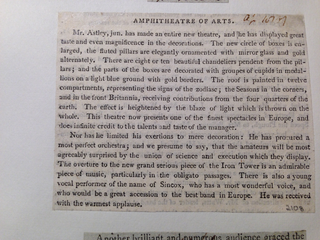 AMPHITHEATRE OF ARTS.
Mr. Astley, jun. has made an entire new theatre, and he has displayed great
taste and even magnificence in the decorations. The new circle of boxes is en-
larged, the fluted pillars are elegantly ornamented with mirror glass and gold
alternately. There are eight or ten beautiful chandeliers pendent from the pil-
lars; and the parts of the boxes are decorated with groupes of cupids in medal-
lions on a light blue ground with gold border. The roof is painted in twelve
compartments, representing the signs of the zodiac; the Seasons in the corners,
and in the front Britannia, receiving contributions from the four quarters of the
earth. The effect is heightened by the blaze of light which is thrown on the
whole. This theatre now presents one of the finest spectacles in Europe, and
does infinite credit to the talents and taste of the manager.
Nor has he limited his exertions to mere decoration: He has procured a
most perfect orchestra; and we presume to say, that the amateurs will be most
agreeably surprised by the union of science and execution which they display.
The overture to the new grand serious piece of the Iron Tower is an admirable
piece of music, particularly in the obligato passages. There is also a young
vocal performer of the name of Sincox, who has a most wonderful voice, and
who would be a great accession to the best band in Europe. He was received
with the warmest applause.
Another brilliant and numerous audience graced the